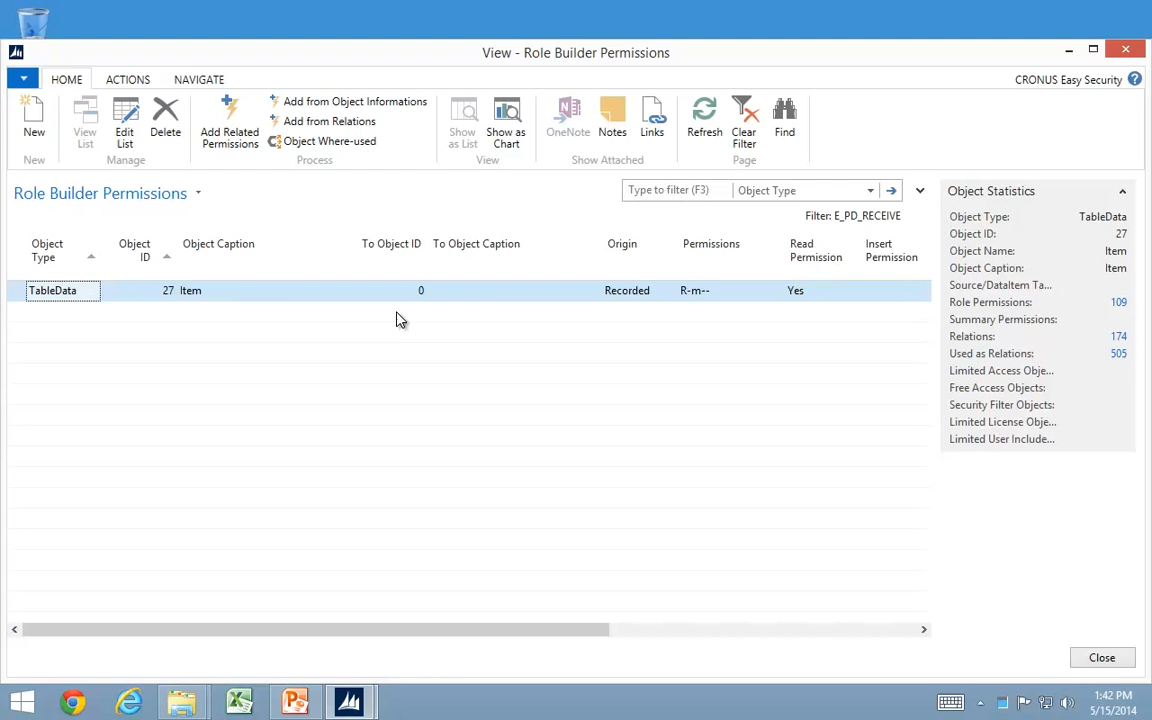 View - Role Builder Permissions
HOME ACTIONS NAVIGATE CRONUS Easy Security
New
View List
Edit List
Delete
Add Related Permissions
Add from Object Informations
Add from Relations
Object Where-used
Show as List
Show as Chart
OneNote
Notes
Links
Refresh
Clear Filter
Find
New Manage Process View Show Attached Page
Role Builder Permissions
Type to filter (F3) Object Type
Filter: E_PD_RECEIVE
Object Type Object ID Object Caption To Object ID To Object Caption Origin Permissions Read Permission Insert Permission
TableData 27 Item 0 Recorded R-m-- Yes
Object Statistics
Object Type: TableData
Object ID: 27
Object Name: Item
Object Caption: Item
Source/DataItem Ta...
Role Permissions: 109
Summary Permissions:
Relations: 174
Used as Relations: 505
Limited Access Obje...
Free Access Objects:
Security Filter Objects:
Limited License Obje...
Limited User Include...
Close
1:42 PM
5/15/2014